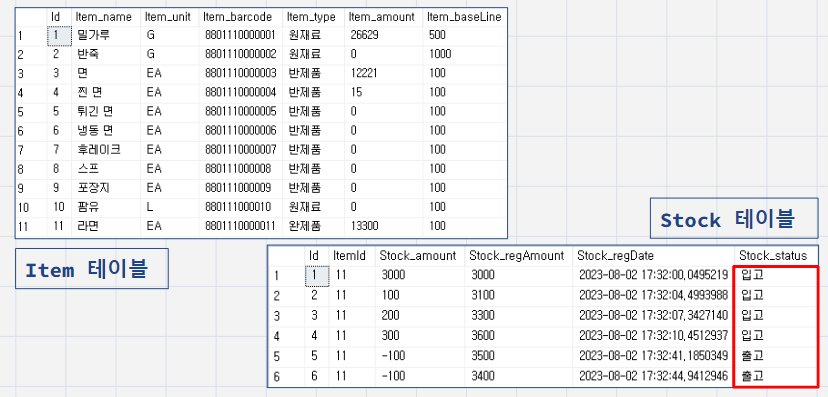 Id Item_name Item_unit Item_barcode Item_type Item_amount Item_baseLine
1 1 밀가루 G 8801110000001 원재료 26629 500
2 2 반죽 G 8801110000002 원재료 0 1000
3 3 면 EA 8801110000003 반제품 12221 100
4 4 찐 면 EA 8801110000004 반제품 15 100
5 5 튀긴 면 EA 8801110000005 반제품 0 100
6 6 냉동 면 EA 8801110000006 반제품 0 100
7 7 후레이크 EA 8801110000007 반제품 0 100
8 8 스프 EA 880111000008 반제품 0 100
9 9 포장지 EA 880111000009 반제품 0 100
10 10 팜유 L 880111000010 원재료 0 100
11 11 라면 EA 8801110000011 완제품 13300 100
Stock 테이블
Item 테이블
Id ItemId Stock_amount Stock_regAmount Stock_regDate Stock_status
1 1 11 3000 3000 2023-08-02 17:32:00,0495219 입고
2 2 11 100 3100 2023-08-02 17:32:04,4993988 입고
3 3 11 200 3300 2023-08-02 17:32:07,3427140 입고
4 4 11 300 3600 2023-08-02 17:32:10,4512937 입고
5 5 11 -100 3500 2023-08-02 17:32:41,1850349 출고
6 6 11 -100 3400 2023-08-02 17:32:44,9412946 출고